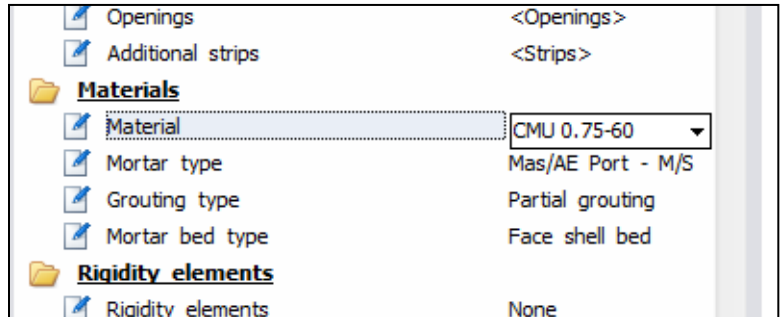 Openings <Openings>
Additional strips <Strips>
Materials
Material CMU 0.75-60
Mortar type Mas/AE Port - M/S
Grouting type Partial grouting
Mortar bed type Face shell bed
Rigidity elements
Rigidity elements None